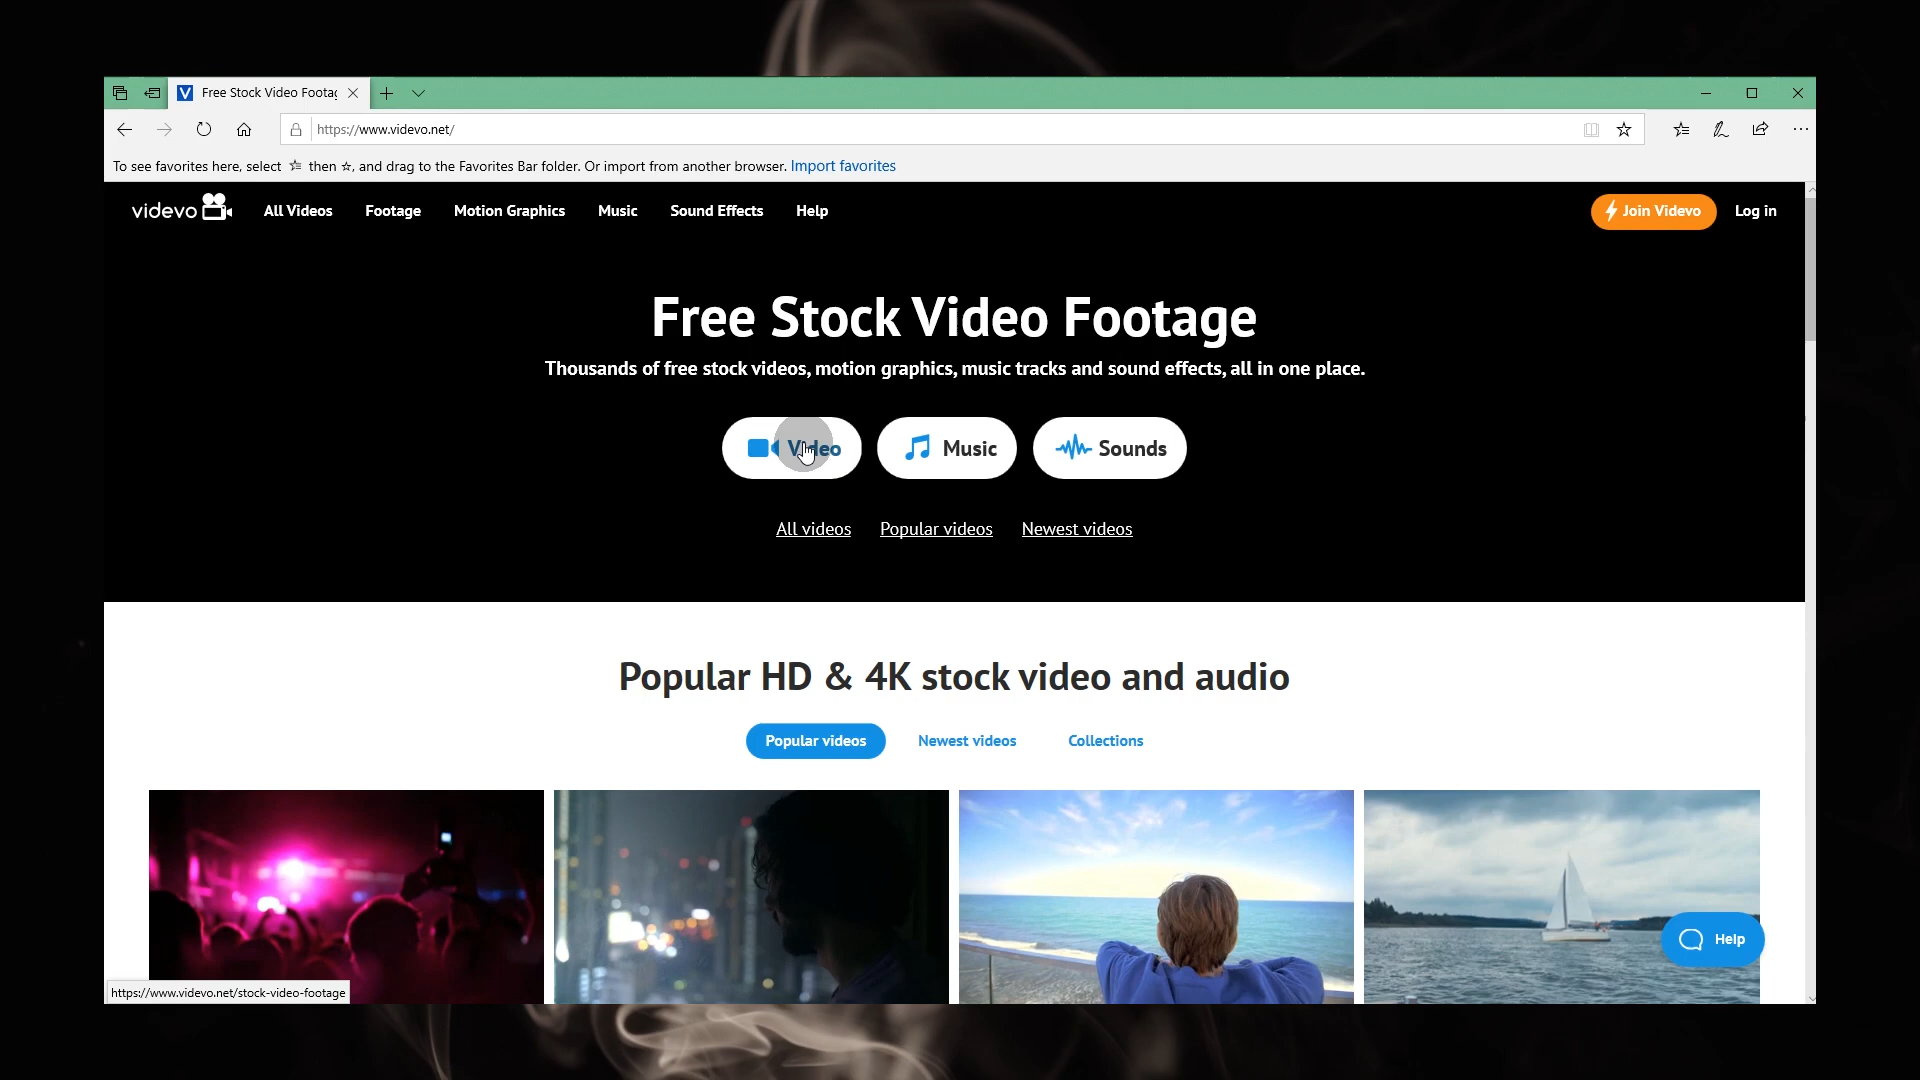 Free Stock Video Footag
https://www.videvo.net/
To see favorites here, select then , and drag to the Favorites Bar folder. Or import from another browser. Import favorites
videvo All Videos Footage Motion Graphics Music Sound Effects Help Join Videvo Log in
Free Stock Video Footage
Thousands of free stock videos, motion graphics, music tracks and sound effects, all in one place.
Video Music Sounds
All videos Popular videos Newest videos
Popular HD & 4K stock video and audio
Popular videos Newest videos Collections
Help
https://www.videvo.net/stock-video-footage